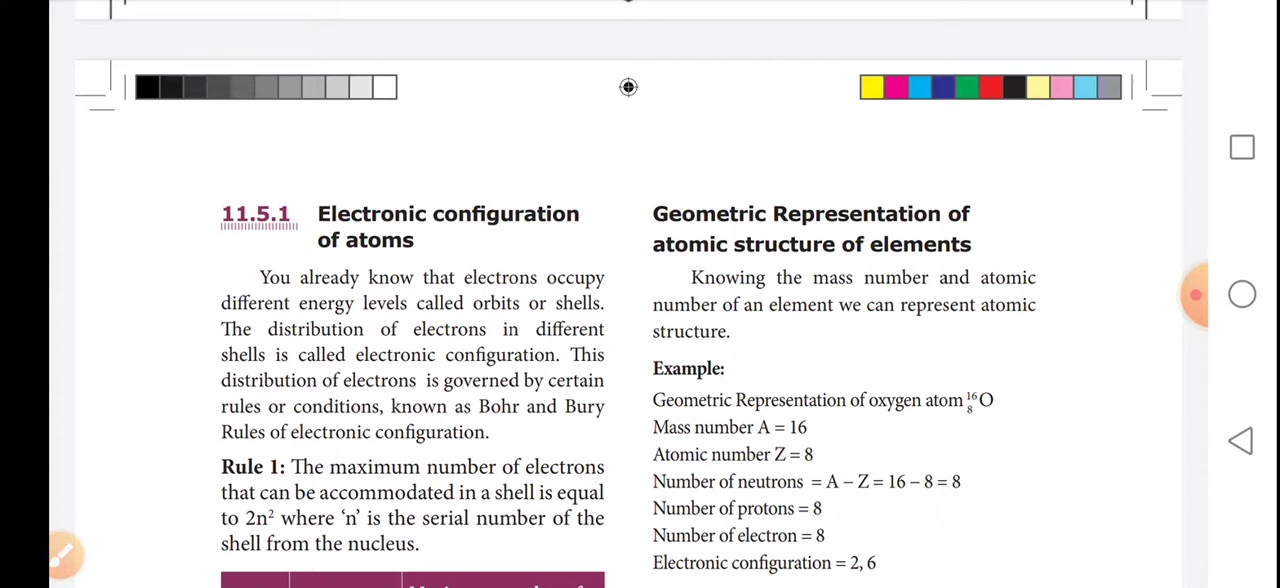 11.5.1 Electronic configuration
of atoms
You already know that electrons occupy
different energy levels called orbits or shells.
The distribution of electrons in different
shells is called electronic configuration. This
distribution of electrons is governed by certain
rules or conditions, known as Bohr and Bury
Rules of electronic configuration.
Rule 1: The maximum number of electrons
that can be accommodated in a shell is equal
to 2n² where ‘n’ is the serial number of the
shell from the nucleus.
Geometric Representation of
atomic structure of elements
Knowing the mass number and atomic
number of an element we can represent atomic
structure.
Example:
Geometric Representation of oxygen atom ¹⁶₈O
Mass number A = 16
Atomic number Z = 8
Number of neutrons = A – Z = 16 – 8 = 8
Number of protons = 8
Number of electron = 8
Electronic configuration = 2, 6